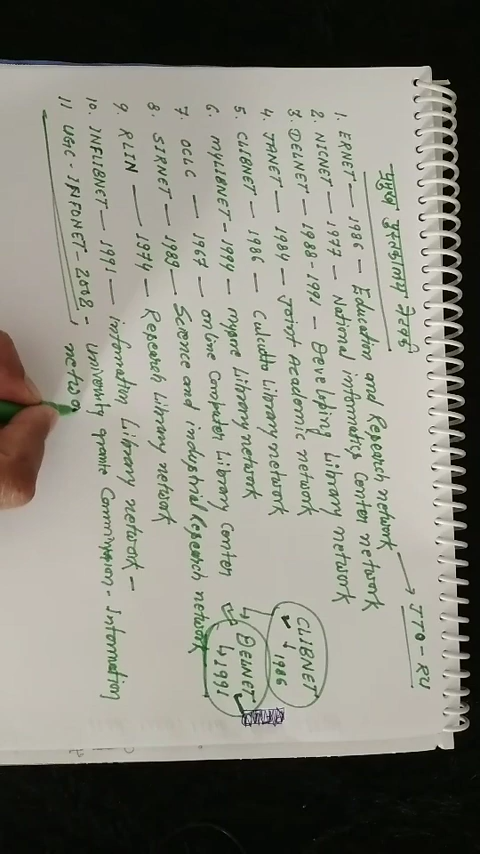 प्रमुख पुस्तकालय नेटवर्क
1. ERNET — 1986 — Education and Research network → JTO-RU
2. NICNET — 1977 — National informatics Center network
3. DELNET — 1988-1991 — Developing Library network
4. JANET — 1984 — Joint Academic network
5. CLIBNET — 1986 — Culcutta Library network
6. MYLIBNET - 1994 — mysore Library network
7. OCLC — 1967 — online Computer Library Center
8. SIRNET — 1989 — Science and industrial Research network
9. RLIN — 1974 — Research Library network
10. INFLIBNET — 1991 — Information Library network -
11 UGC-INFONET - 2002 - University grants Commission - Information
network
CLIBNET
↓ 1986
DELNET
↳ 1991